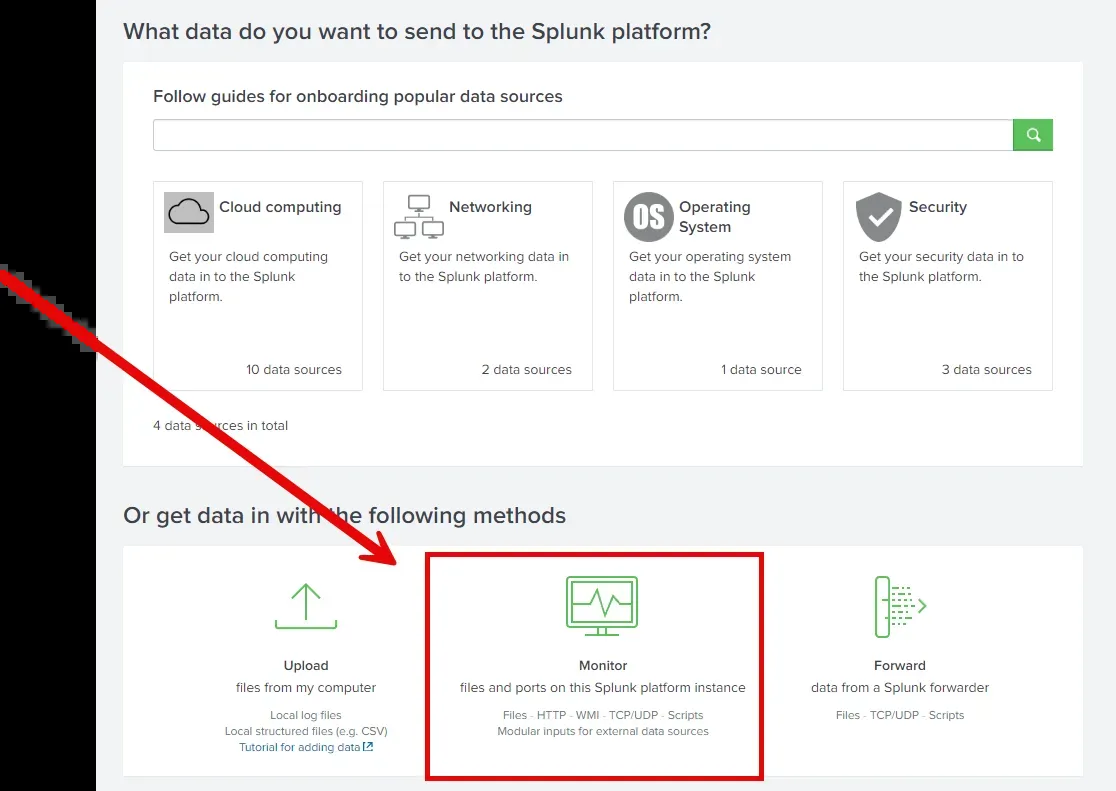 What data do you want to send to the Splunk platform?
Follow guides for onboarding popular data sources
Cloud computing
Get your cloud computing
data in to the Splunk
platform.
10 data sources
Networking
Get your networking data in
to the Splunk platform.
2 data sources
OS
Operating
System
Get your operating system
data in to the Splunk
platform.
1 data source
Security
Get your security data in to
the Splunk platform.
3 data sources
4 data sources in total
Or get data in with the following methods
Upload
files from my computer
Local log files
Local structured files (e.g. CSV)
Tutorial for adding data
Monitor
files and ports on this Splunk platform instance
Files - HTTP - WMI - TCP/UDP - Scripts
Modular inputs for external data sources
Forward
data from a Splunk forwarder
Files - TCP/UDP - Scripts